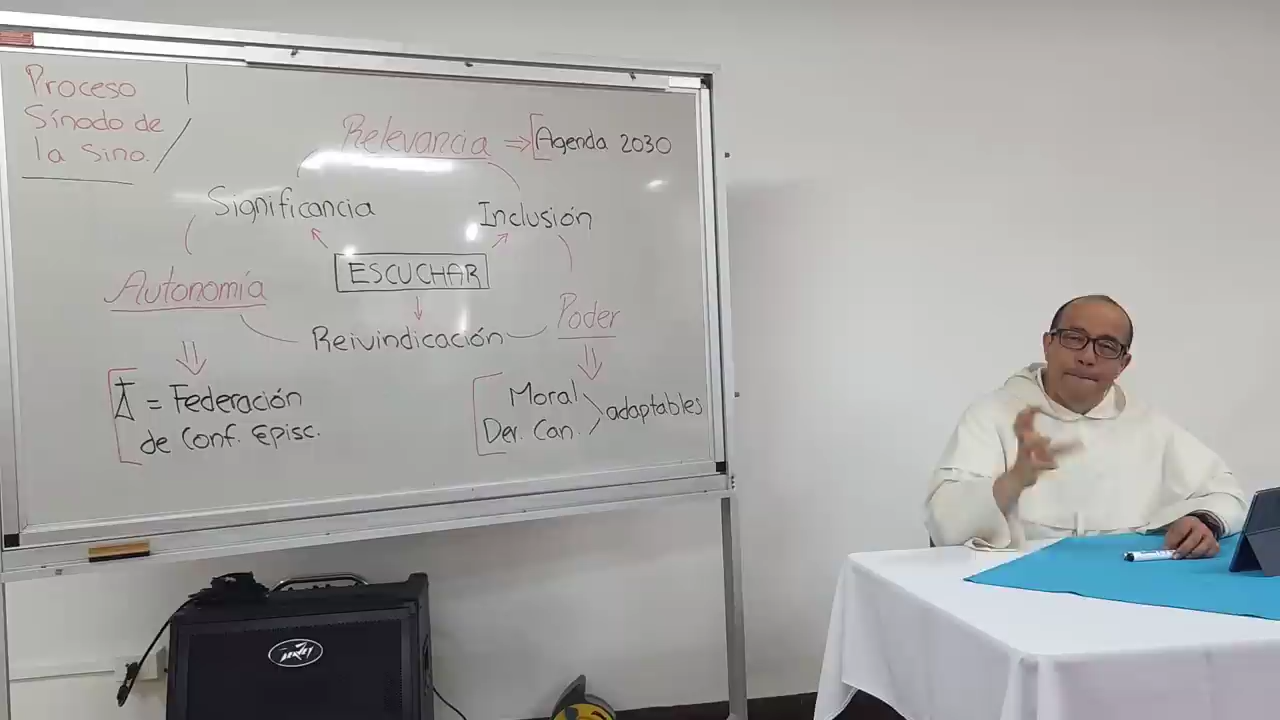 Proceso
Sínodo de
la Sino.
Relevancia ⇒ [Agenda 2030
Significancia
Inclusión
ESCUCHAR
Autonomía
Poder
Reivindicación
= Federación
de Conf. Episc.
Moral
Der. Can.
adaptables
PEAVEY